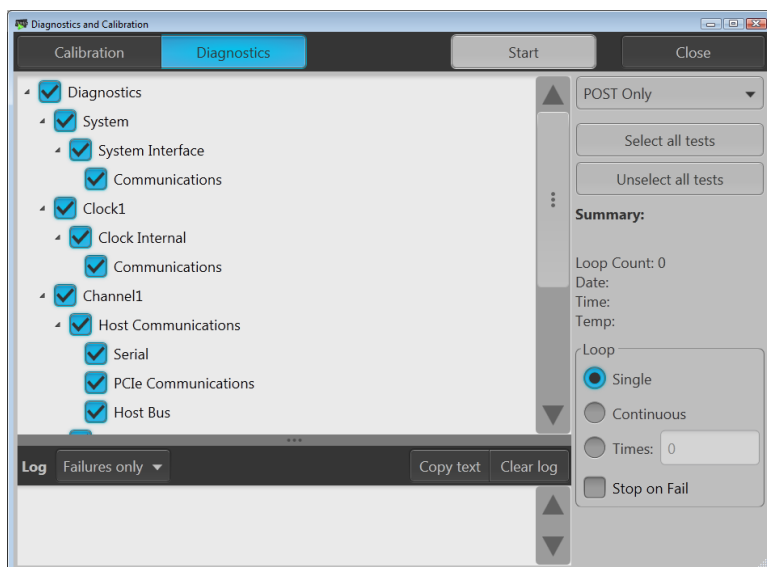 Diagnostics and Calibration
Calibration
Diagnostics
Start
Close
Diagnostics
System
System Interface
Communications
Clock1
Clock Internal
Communications
Channel1
Host Communications
Serial
PCIe Communications
Host Bus
POST Only
Select all tests
Unselect all tests
Summary:
Loop Count: 0
Date:
Time:
Temp:
Loop
Single
Continuous
Times: 0
Stop on Fail
Log Failures only
Copy text
Clear log